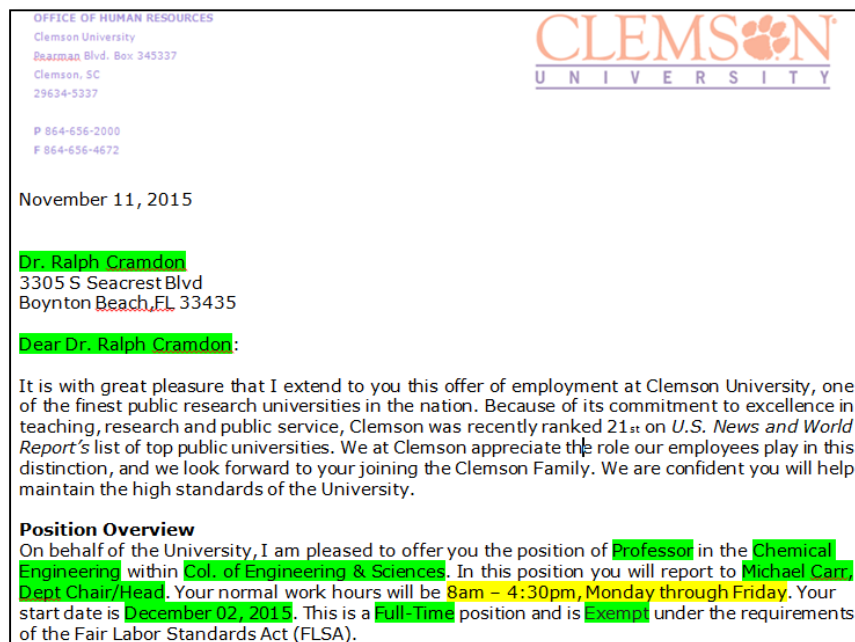 OFFICE OF HUMAN RESOURCES
Clemson University
Pearman Blvd. Box 345337
Clemson, SC
29634-5337
P 864-656-2000
F 864-656-4672
CLEMSON
UNIVERSITY
November 11, 2015
Dr. Ralph Cramdon
3305 S Seacrest Blvd
Boynton Beach,FL 33435
Dear Dr. Ralph Cramdon:
It is with great pleasure that I extend to you this offer of employment at Clemson University, one
of the finest public research universities in the nation. Because of its commitment to excellence in
teaching, research and public service, Clemson was recently ranked 21st on U.S. News and World
Report's list of top public universities. We at Clemson appreciate the role our employees play in this
distinction, and we look forward to your joining the Clemson Family. We are confident you will help
maintain the high standards of the University.
Position Overview
On behalf of the University, I am pleased to offer you the position of Professor in the Chemical
Engineering within Col. of Engineering & Sciences. In this position you will report to Michael Carr,
Dept Chair/Head. Your normal work hours will be 8am – 4:30pm, Monday through Friday. Your
start date is December 02, 2015. This is a Full-Time position and is Exempt under the requirements
of the Fair Labor Standards Act (FLSA).